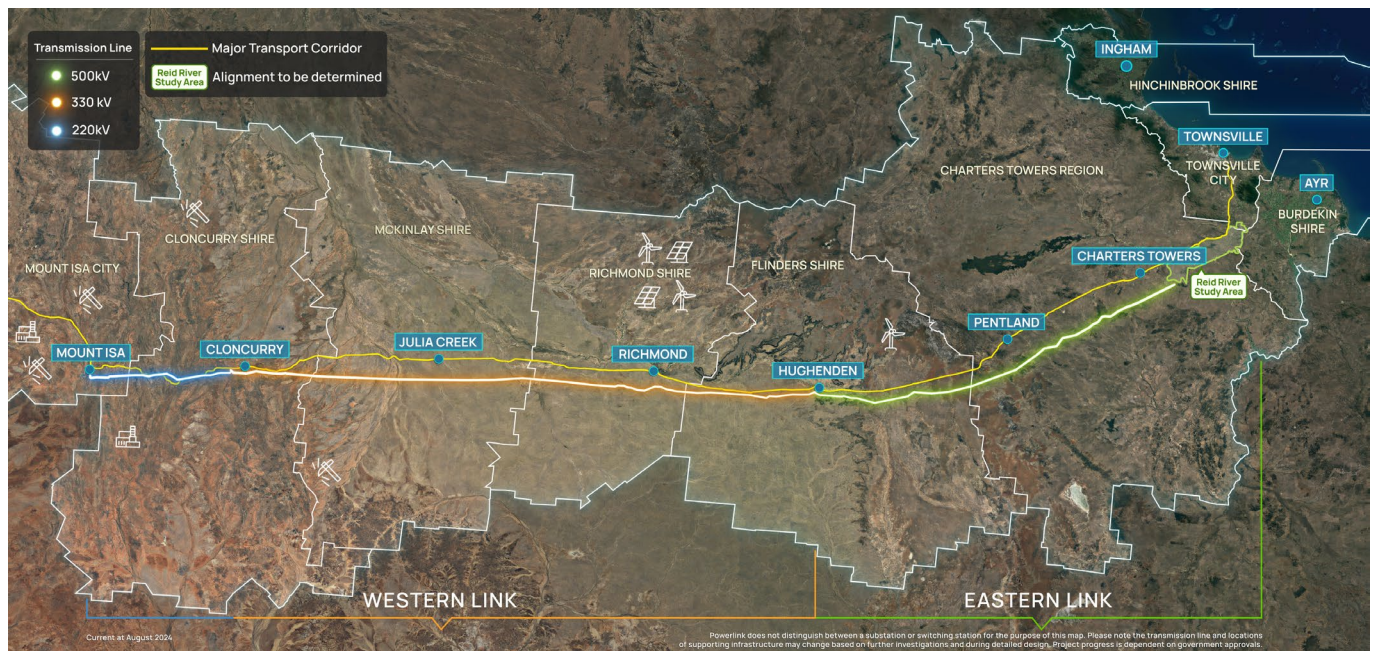 Transmission Line
500kV
330 kV
220kV
Major Transport Corridor
Reid River
Study Area
Alignment to be determined
INGHAM
HINCHINBROOK SHIRE
TOWNSVILLE
TOWNSVILLE
CITY
AYR
BURDEKIN
SHIRE
CHARTERS TOWERS REGION
CLONCURRY SHIRE
MCKINLAY SHIRE
MOUNT ISA CITY
RICHMOND SHIRE
FLINDERS SHIRE
CHARTERS TOWERS
Reid River
Study Area
PENTLAND
MOUNT ISA
CLONCURRY
JULIA CREEK
RICHMOND
HUGHENDEN
WESTERN LINK
EASTERN LINK
Current at August 2024
Powerlink does not distinguish between a substation or switching station for the purpose of this map. Please note the transmission line and locations
of supporting infrastructure may change based on further investigations and during detailed design. Project progress is dependent on government approvals.